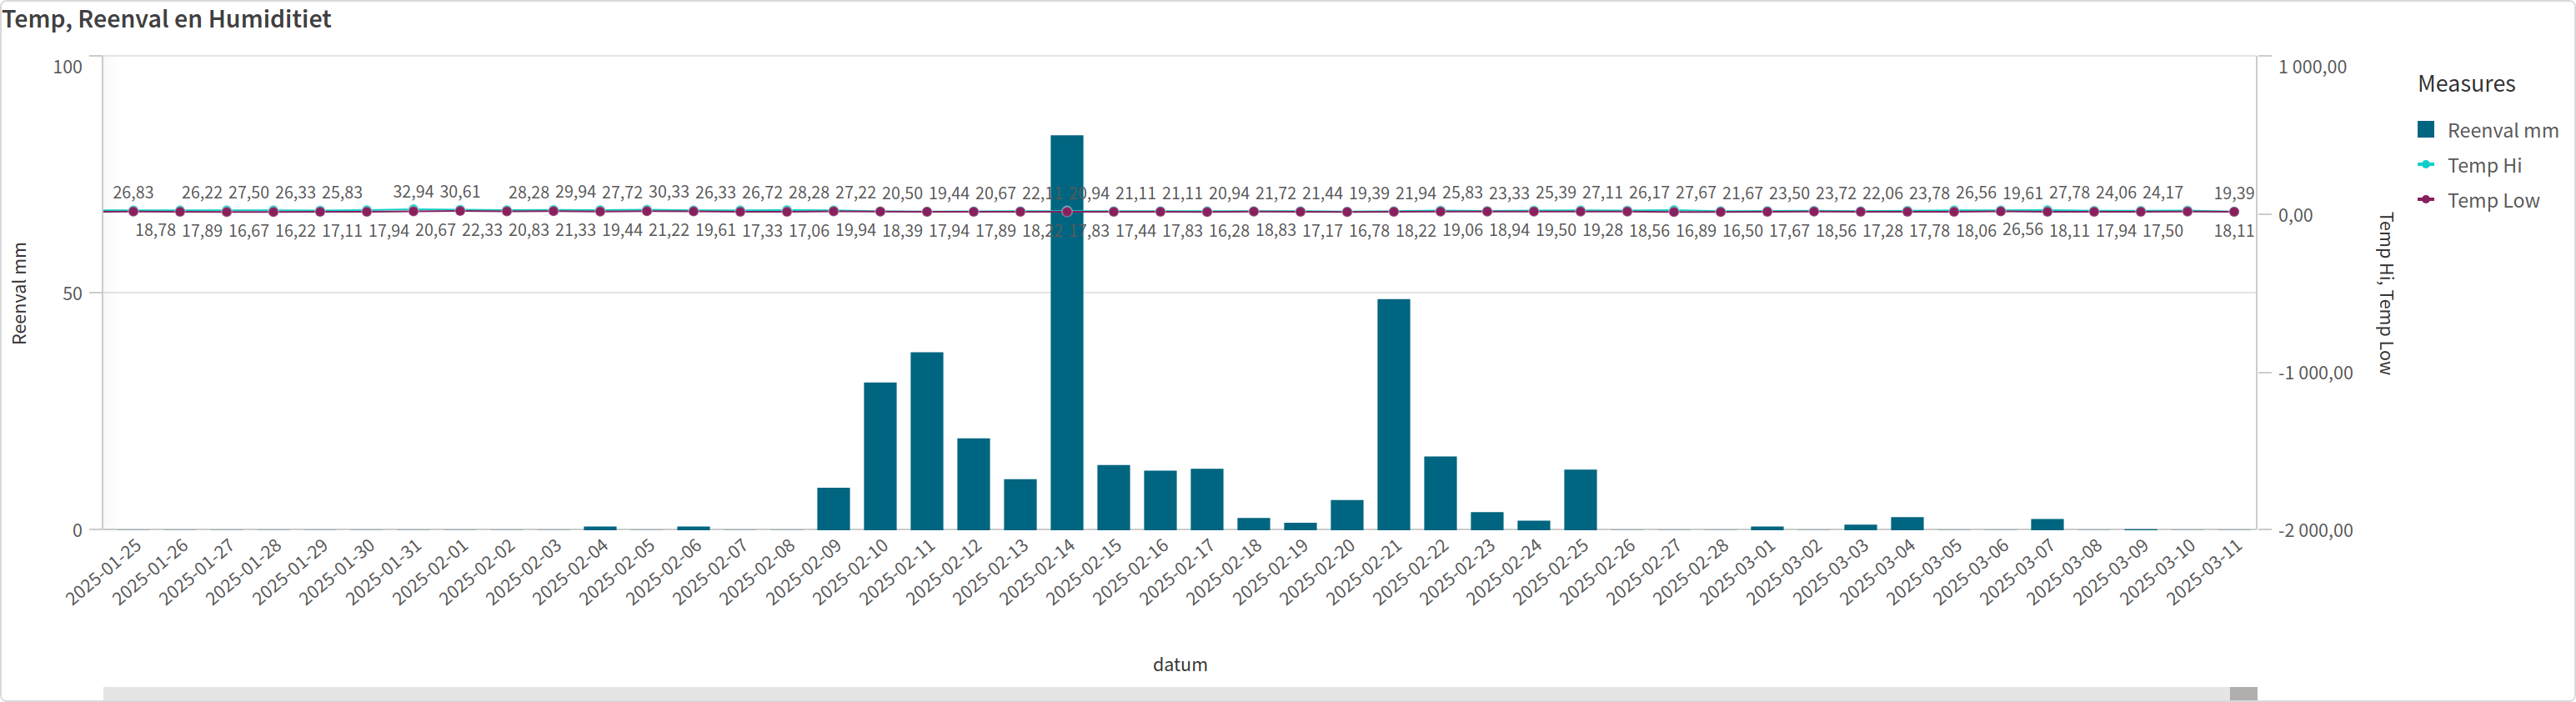 Temp, Reenval en Humiditiet
100
50
0
Reenval mm
1 000,00
0,00
-1 000,00
-2 000,00
Temp Hi, Temp Low
Measures
Reenval mm
Temp Hi
Temp Low
26,83 26,22 27,50 26,33 25,83 32,94 30,61 28,28 29,94 27,72 30,33 26,33 26,72 28,28 27,22 20,50 19,44 20,67 22,11 20,94 21,11 21,11 20,94 21,72 21,44 19,39 21,94 25,83 23,33 25,39 27,11 26,17 27,67 21,67 23,50 23,72 22,06 23,78 26,56 19,61 27,78 24,06 24,17 19,39
18,78 17,89 16,67 16,22 17,11 17,94 20,67 22,33 20,83 21,33 19,44 21,22 19,61 17,33 17,06 19,94 18,39 17,94 17,89 18,22 17,83 17,44 17,83 16,28 18,83 17,17 16,78 18,22 19,06 18,94 19,50 19,28 18,56 16,89 16,50 17,67 18,56 17,28 17,78 18,06 26,56 18,11 17,94 17,50 18,11
2025-01-25 2025-01-26 2025-01-27 2025-01-28 2025-01-29 2025-01-30 2025-01-31 2025-02-01 2025-02-02 2025-02-03 2025-02-04 2025-02-05 2025-02-06 2025-02-07 2025-02-08 2025-02-09 2025-02-10 2025-02-11 2025-02-12 2025-02-13 2025-02-14 2025-02-15 2025-02-16 2025-02-17 2025-02-18 2025-02-19 2025-02-20 2025-02-21 2025-02-22 2025-02-23 2025-02-24 2025-02-25 2025-02-26 2025-02-27 2025-02-28 2025-03-01 2025-03-02 2025-03-03 2025-03-04 2025-03-05 2025-03-06 2025-03-07 2025-03-08 2025-03-09 2025-03-10 2025-03-11
datum